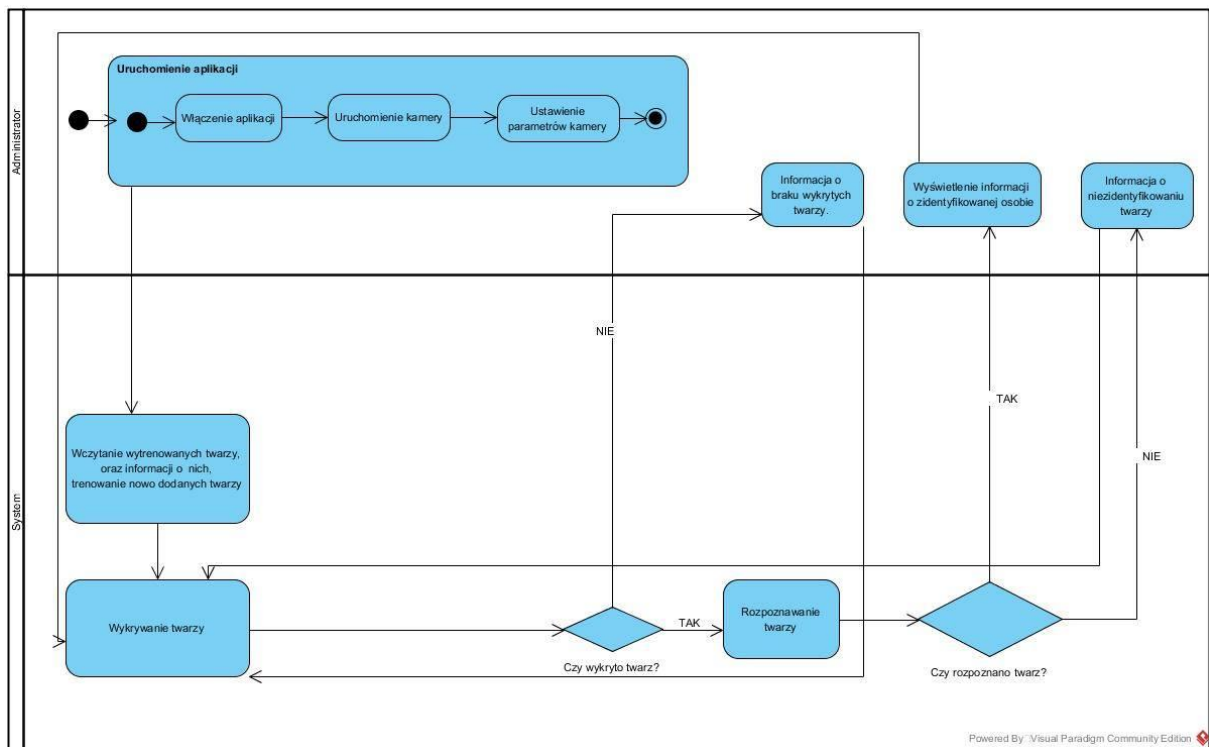 Administrator
Uruchomienie aplikacji
Włączenie aplikacji
Uruchomienie kamery
Ustawienie
parametrów kamery
Informacja o
braku wykrytych
twarzy.
Wyświetlenie informacji
o zidentyfikowanej osobie
Informacja o
niezidentyfikowaniu
twarzy
System
NIE
TAK
NIE
Wczytanie wytrenowanych twarzy,
oraz informacji o nich,
trenowanie nowo dodanych twarzy
Wykrywanie twarzy
TAK
Rozpoznawanie
twarzy
Czy wykryto twarz?
Czy rozpoznano twarz?
Powered By Visual Paradigm Community Edition